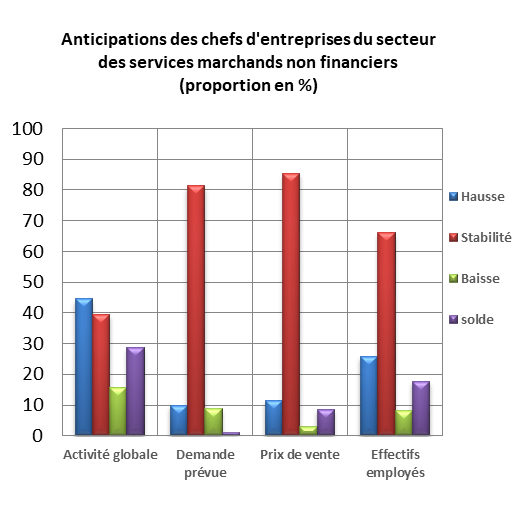 Anticipations des chefs d'entreprises du secteur
des services marchands non financiers
(proportion en %)
100
90
80
70
60
50
40
30
20
10
0
Activité globale
Demande
prévue
Prix de vente
Effectifs
employés
Hausse
Stabilité
Baisse
solde